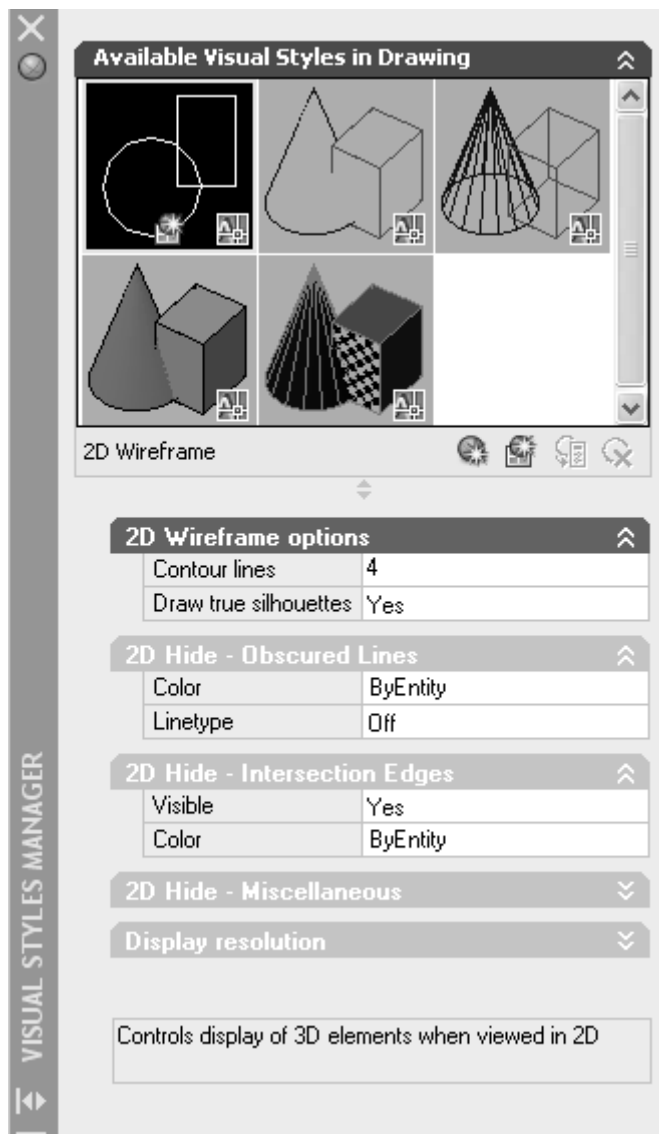 Available Visual Styles in Drawing
2D Wireframe
2D Wireframe options
Contour lines 4
Draw true silhouettes Yes
2D Hide - Obscured Lines
Color ByEntity
Linetype Off
2D Hide - Intersection Edges
Visible Yes
Color ByEntity
2D Hide - Miscellaneous
Display resolution
Controls display of 3D elements when viewed in 2D
VISUAL STYLES MANAGER